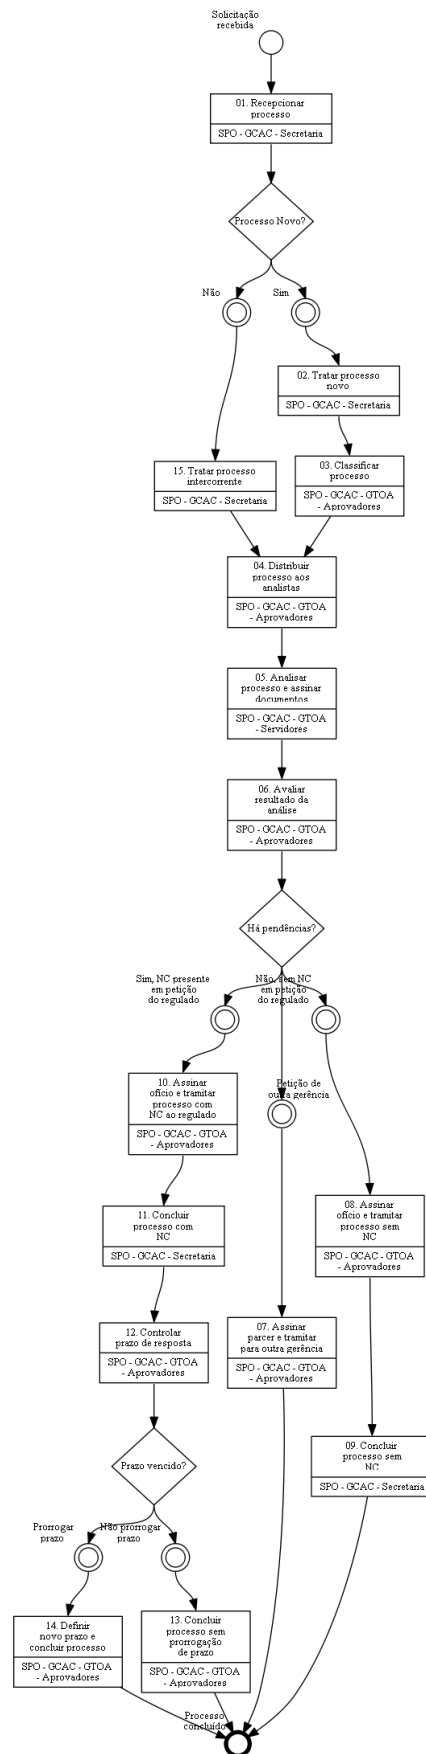 Solicitação
recebida
01. Recepcionar
processo
SPO - GCAC - Secretaria
Processo Novo?
Não
Sim
02. Tratar processo
novo
SPO - GCAC - Secretaria
15. Tratar processo
intercorrente
SPO - GCAC - Secretaria
03. Classificar
processo
SPO - GCAC - GTOA
- Aprovadores
04. Distribuir
processo aos
analistas
SPO - GCAC - GTOA
- Aprovadores
05. Analisar
processo e assinar
documentos
SPO - GCAC - GTOA
- Servidores
06. Avaliar
resultado da
análise
SPO - GCAC - GTOA
- Aprovadores
Há pendências?
Sim, NC presente
em petição
do regulado
Não, sem NC
em petição
do regulado
Petição de
outra gerência
10. Assinar
ofício e tramitar
processo com
NC ao regulado
SPO - GCAC - GTOA
- Aprovadores
11. Concluir
processo com
NC
SPO - GCAC - Secretaria
08. Assinar
ofício e tramitar
processo sem
NC
SPO - GCAC - GTOA
- Aprovadores
12. Controlar
prazo de resposta
SPO - GCAC - GTOA
- Aprovadores
07. Assinar
parcer e tramitar
para outra gerência
SPO - GCAC - GTOA
- Aprovadores
Prazo vencido?
09. Concluir
processo sem
NC
SPO - GCAC - Secretaria
Prorrogar
prazo
Não prorrogar
prazo
14. Definir
novo prazo e
concluir processo
SPO - GCAC - GTOA
- Aprovadores
13. Concluir
processo sem
prorrogação
de prazo
SPO - GCAC - GTOA
- Aprovadores
Processo
concluído